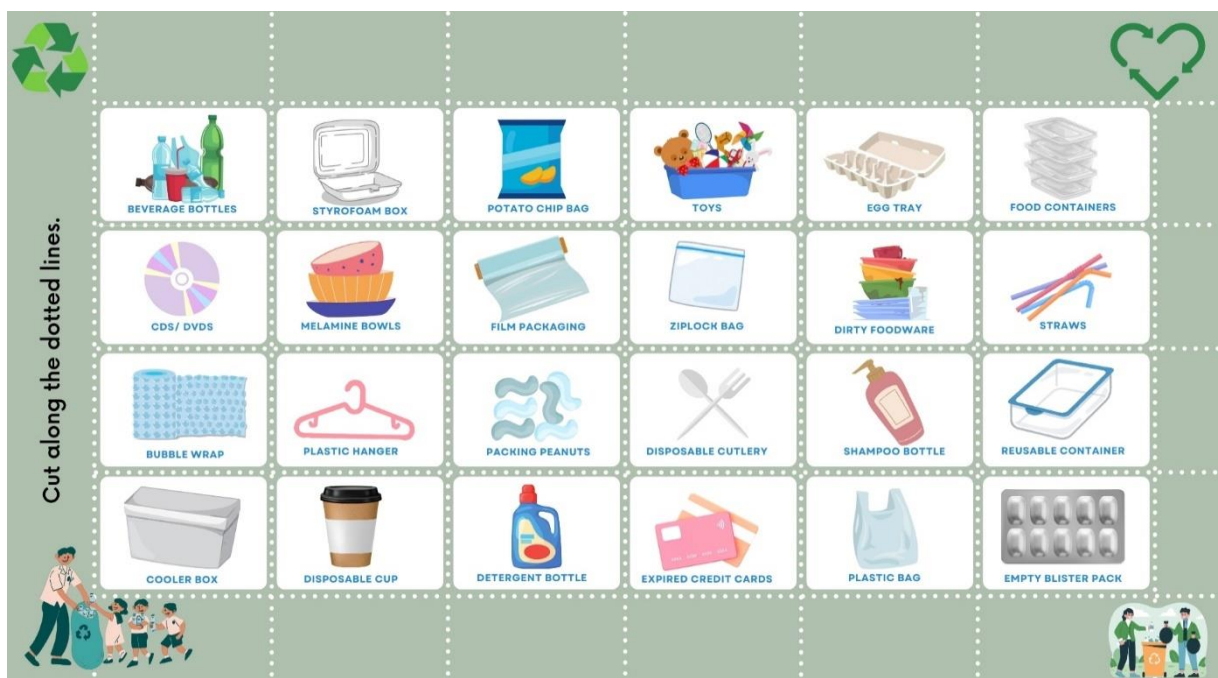 Cut along the dotted lines.
BEVERAGE BOTTLES
STYROFOAM BOX
POTATO CHIP BAG
TOYS
EGG TRAY
FOOD CONTAINERS
CDS/ DVDS
MELAMINE BOWLS
FILM PACKAGING
ZIPLOCK BAG
DIRTY FOODWARE
STRAWS
BUBBLE WRAP
PLASTIC HANGER
PACKING PEANUTS
DISPOSABLE CUTLERY
SHAMPOO BOTTLE
REUSABLE CONTAINER
COOLER BOX
DISPOSABLE CUP
DETERGENT BOTTLE
EXPIRED CREDIT CARDS
PLASTIC BAG
EMPTY BLISTER PACK